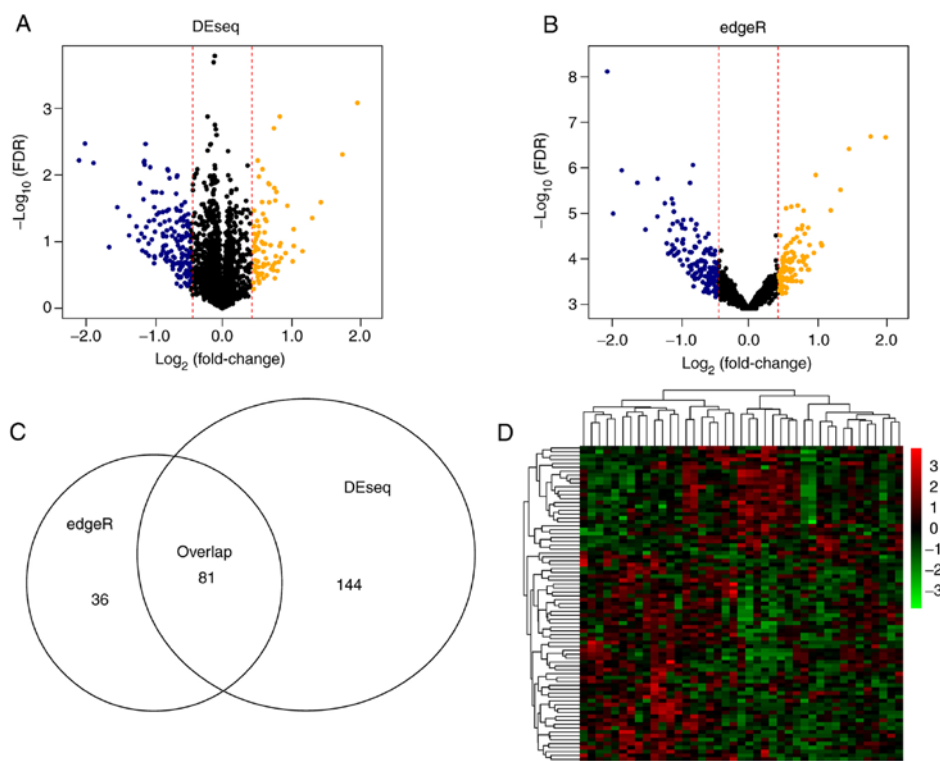 A
DEseq
3
2
1
0
−Log10 (FDR)
−2.0 −1.0 0.0 1.0 2.0
Log2 (fold-change)
B
edgeR
8
7
6
5
4
3
−Log10 (FDR)
−2.0 −1.0 0.0 1.0 2.0
Log2 (fold-change)
C
edgeR
36
Overlap
81
DEseq
144
D
3
2
1
0
−1
−2
−3